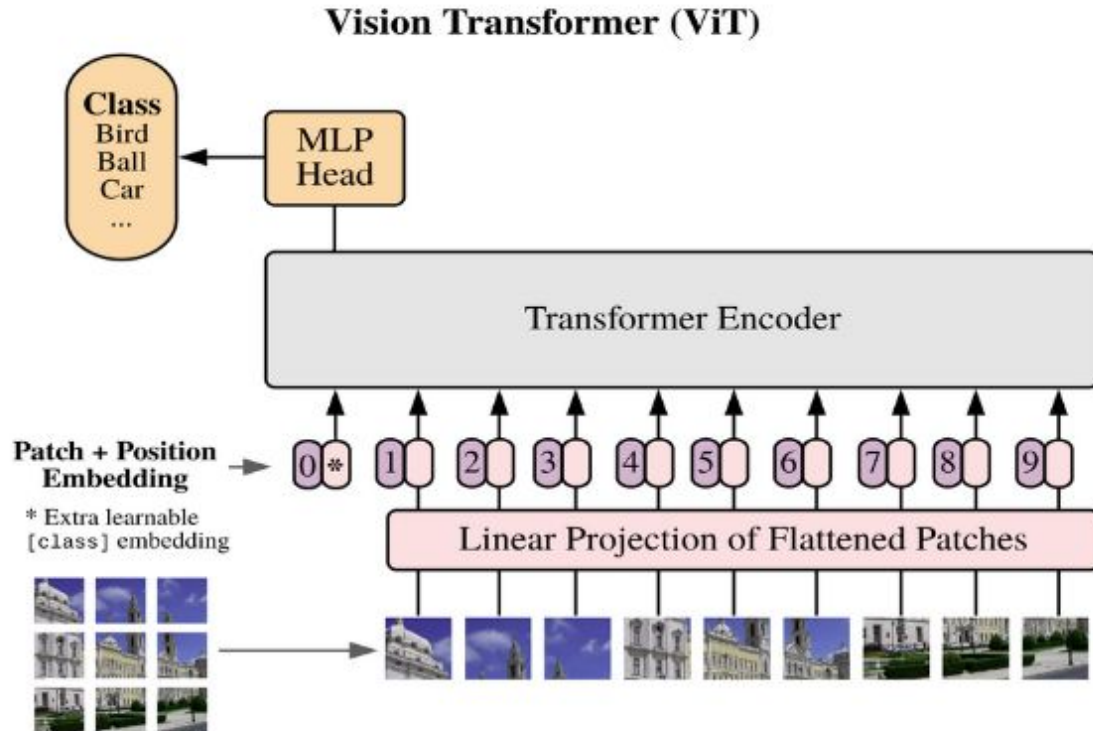 Vision Transformer (ViT)
Class
Bird
Ball
Car
...
MLP
Head
Transformer Encoder
Patch + Position
Embedding
* Extra learnable
[class] embedding
0 * 1 2 3 4 5 6 7 8 9
Linear Projection of Flattened Patches